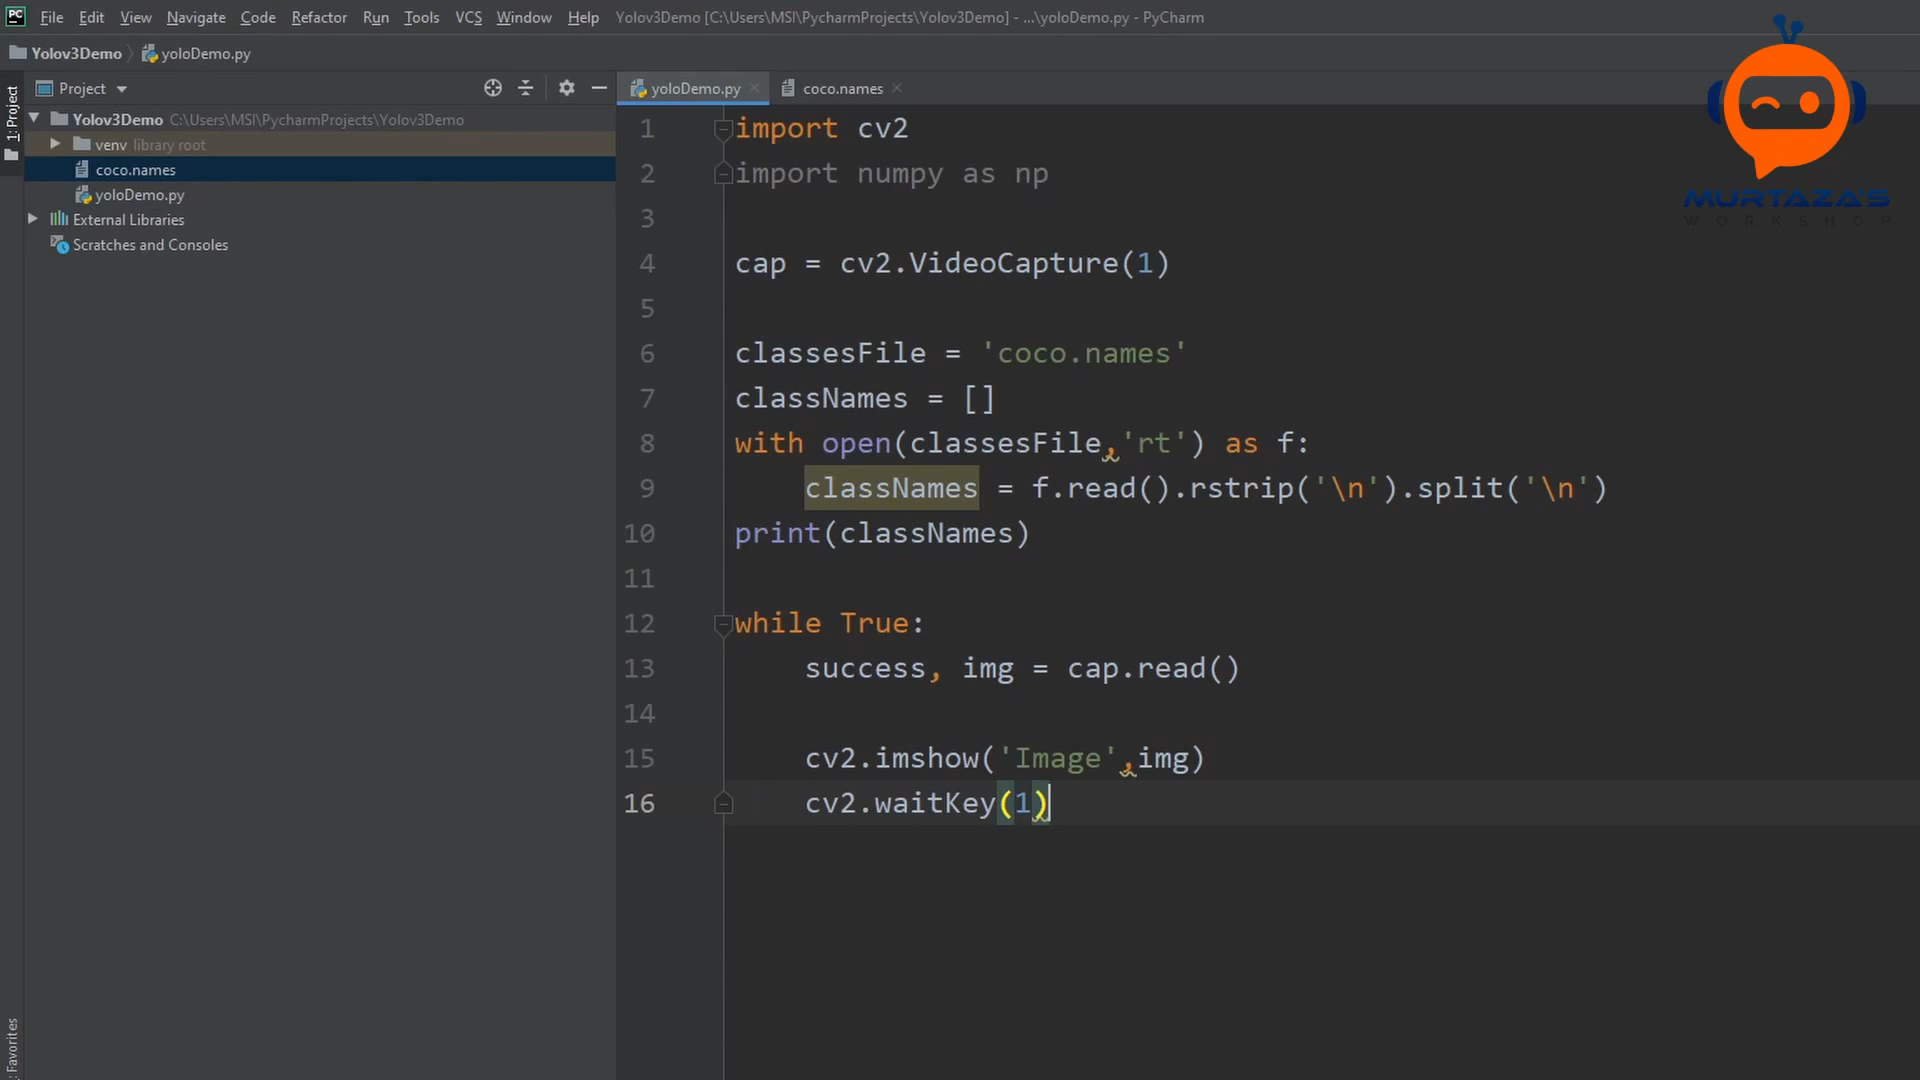 PC File Edit View Navigate Code Refactor Run Tools VCS Window Help Yolov3Demo [C:\Users\MSI\PycharmProjects\Yolov3Demo] - ...\yoloDemo.py - PyCharm
Yolov3Demo yoloDemo.py
1: Project
Project
yoloDemo.py coco.names
Yolov3Demo C:\Users\MSI\PycharmProjects\Yolov3Demo
venv library root
coco.names
yoloDemo.py
External Libraries
Scratches and Consoles
1 import cv2
2 import numpy as np
3
4 cap = cv2.VideoCapture(1)
5
6 classesFile = 'coco.names'
7 classNames = []
8 with open(classesFile,'rt') as f:
9 classNames = f.read().rstrip('\n').split('\n')
10 print(classNames)
11
12 while True:
13 success, img = cap.read()
14
15 cv2.imshow('Image',img)
16 cv2.waitKey(1)
MURTAZA'S
WORKSHOP
Favorites